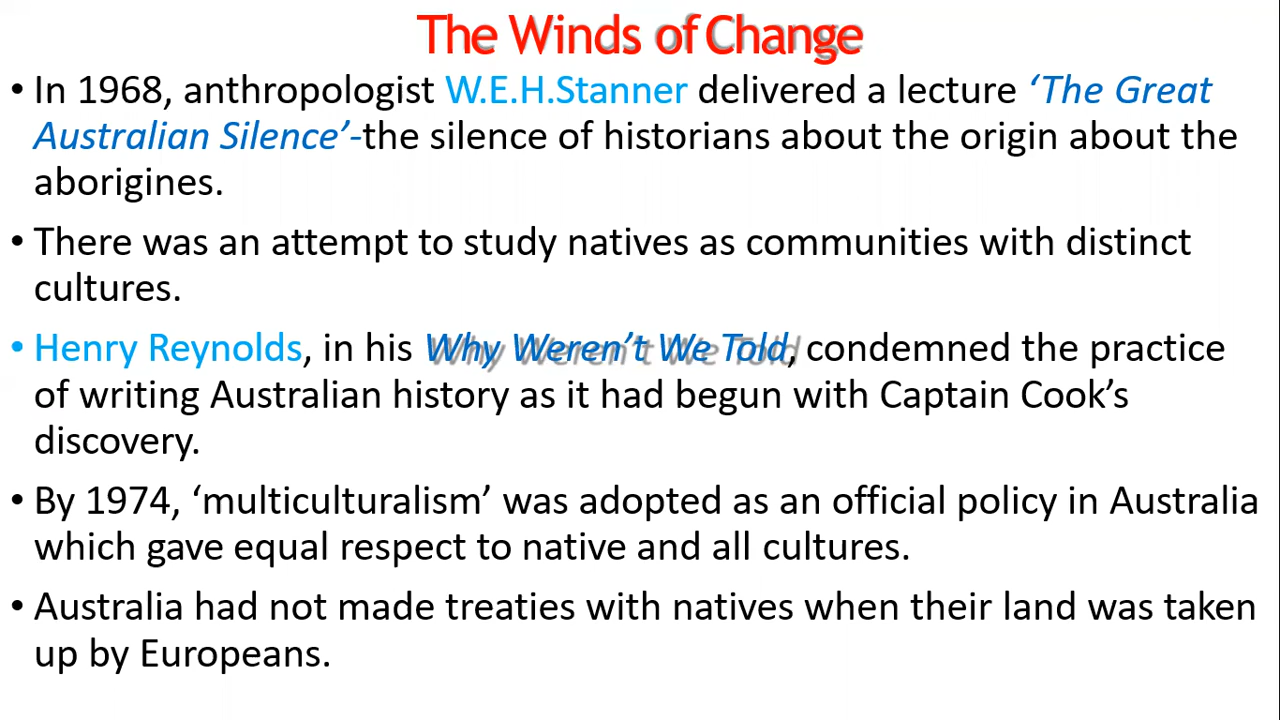 The Winds of Change
• In 1968, anthropologist W.E.H.Stanner delivered a lecture ‘The Great
Australian Silence’-the silence of historians about the origin about the
aborigines.
• There was an attempt to study natives as communities with distinct
cultures.
• Henry Reynolds, in his Why Weren’t We Told, condemned the practice
of writing Australian history as it had begun with Captain Cook’s
discovery.
• By 1974, ‘multiculturalism’ was adopted as an official policy in Australia
which gave equal respect to native and all cultures.
• Australia had not made treaties with natives when their land was taken
up by Europeans.